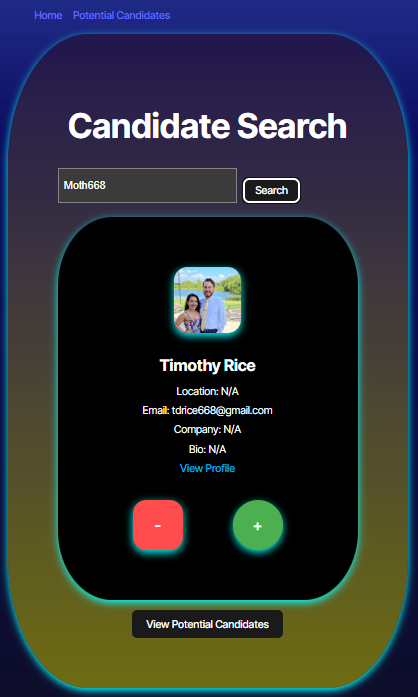 Home Potential Candidates
Candidate Search
Moth668 Search
Timothy Rice
Location: N/A
Email: tdrice668@gmail.com
Company: N/A
Bio: N/A
View Profile
- +
View Potential Candidates